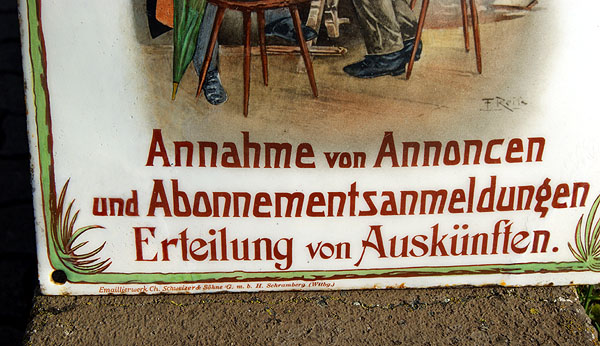 Annahme von Annoncen
und Abonnementsanmeldungen
Erteilung von Auskünften.
Emaillierwerk Ch. Schweizer & Söhne G. m. b. H. Schramberg (Wttbg.)